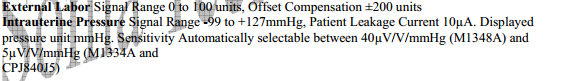 External Labor Signal Range 0 to 100 units, Offset Compensation ±200 units
Intrauterine Pressure Signal Range -99 to +127mmHg, Patient Leakage Current 10µA. Displayed
pressure unit mmHg. Sensitivity Automatically selectable between 40µV/V/mmHg (M1348A) and
5µV/V/mmHg (M1334A and
CPJ840J5)